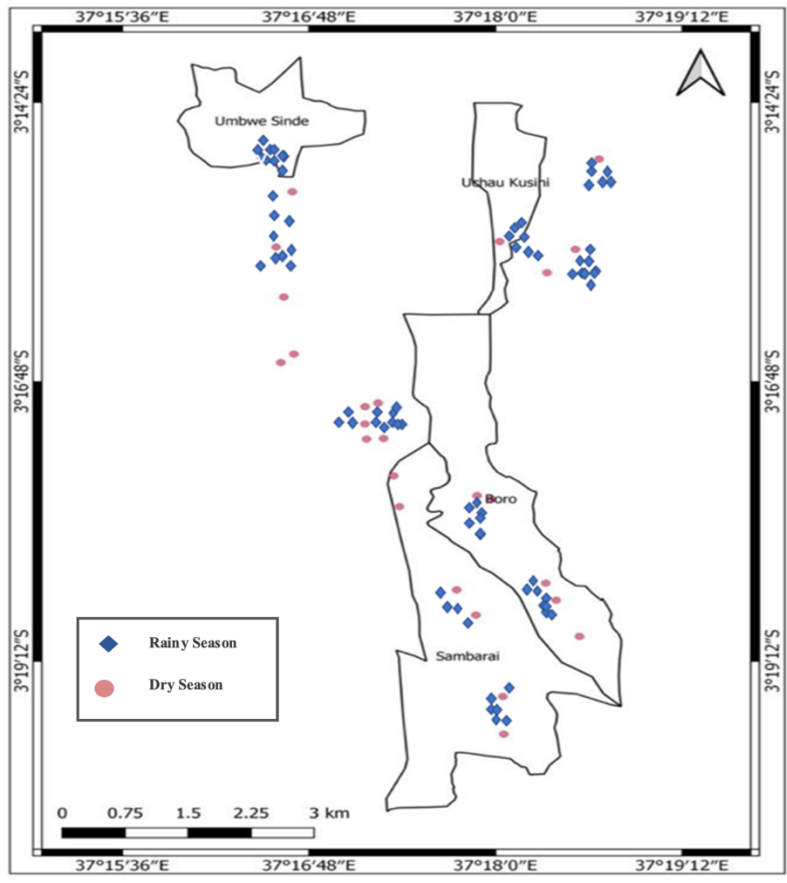 37°15'36"E 37°16'48"E 37°18'0"E 37°19'12"E
3°14'24"S 3°14'24"S
Umbwe Sinde
Uchau Kusini
3°16'48"S 3°16'48"S
Boro
Rainy Season
Sambarai
3°19'12"S 3°19'12"S
Dry Season
0 0.75 1.5 2.25 3 km
37°15'36"E 37°16'48"E 37°18'0"E 37°19'12"E